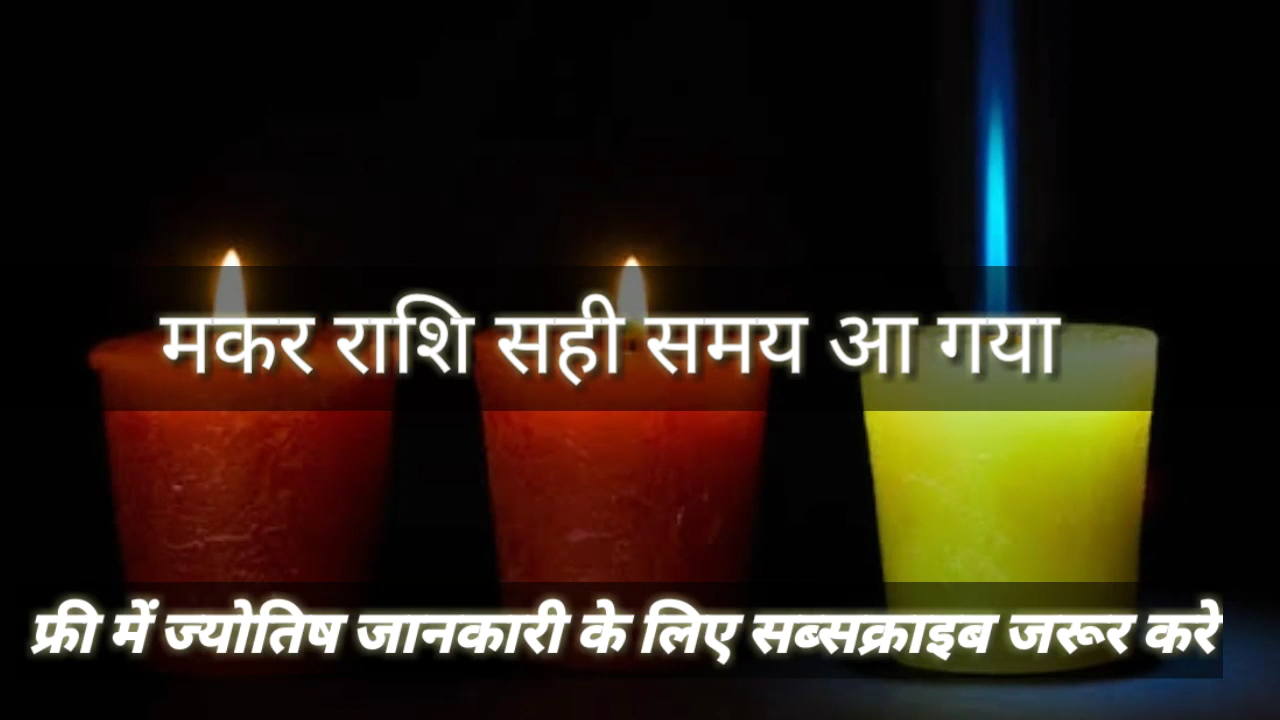 मकर राशि सही समय आ गया
फ्री में ज्योतिष जानकारी के लिए सब्सक्राइब जरूर करे